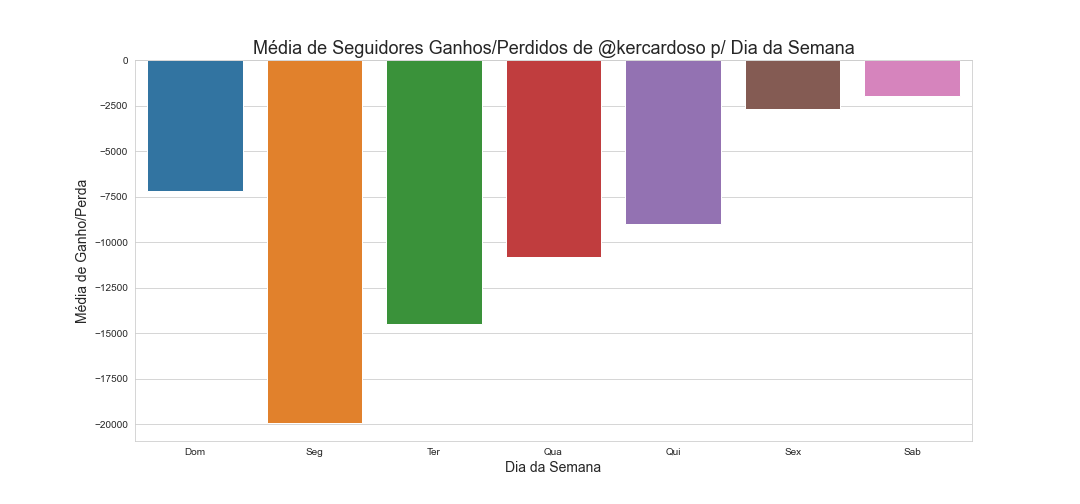 Média de Seguidores Ganhos/Perdidos de @kercardoso p/ Dia da Semana
Média de Ganho/Perda
0
−2500
−5000
−7500
−10000
−12500
−15000
−17500
−20000
Dom Seg Ter Qua Qui Sex Sab
Dia da Semana